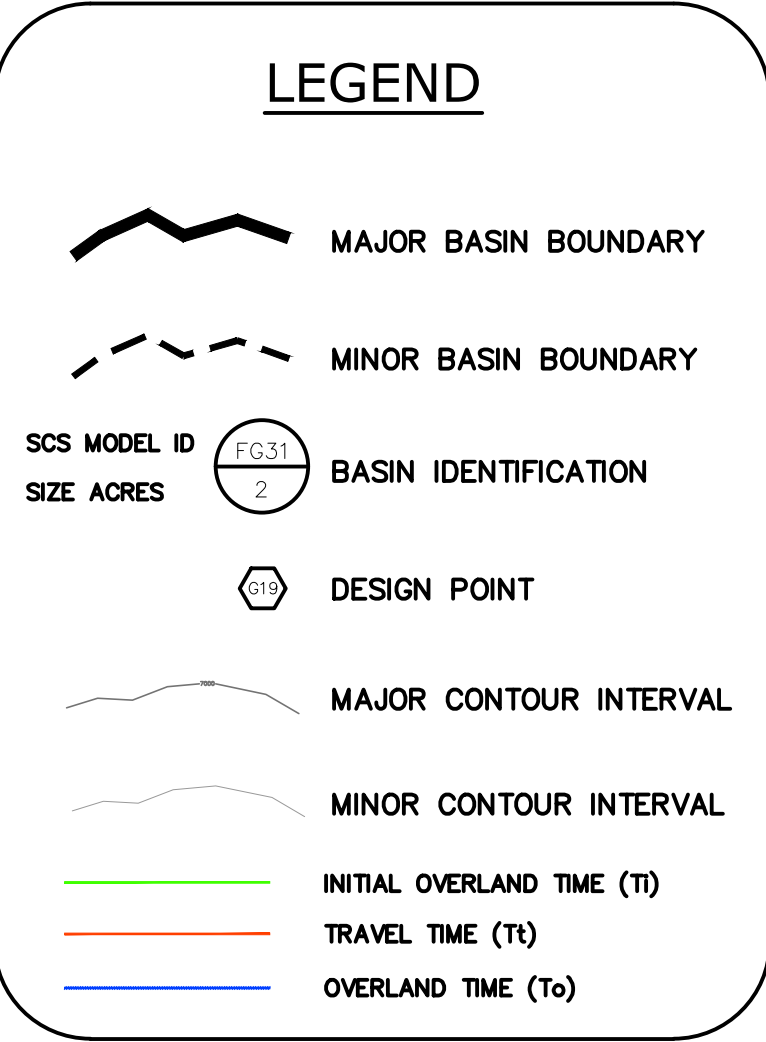 LEGEND
MAJOR BASIN BOUNDARY
MINOR BASIN BOUNDARY
SCS MODEL ID
SIZE ACRES
FG31
2
BASIN IDENTIFICATION
G19
DESIGN POINT
7000
MAJOR CONTOUR INTERVAL
MINOR CONTOUR INTERVAL
INITIAL OVERLAND TIME (Ti)
TRAVEL TIME (Tt)
OVERLAND TIME (To)